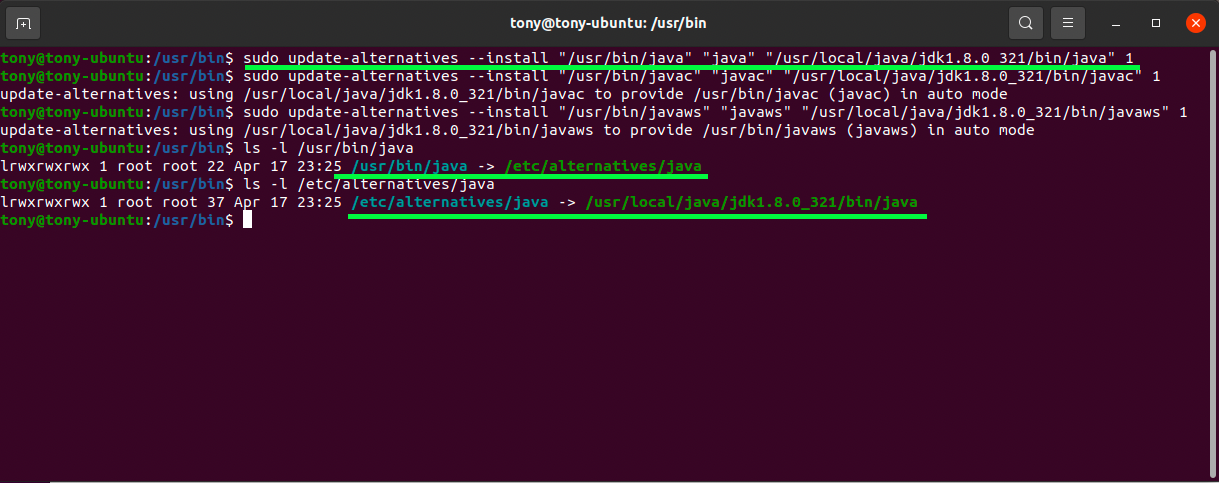 tony@tony-ubuntu: /usr/bin
tony@tony-ubuntu:/usr/bin$ sudo update-alternatives --install "/usr/bin/java" "java" "/usr/local/java/jdk1.8.0_321/bin/java" 1
tony@tony-ubuntu:/usr/bin$ sudo update-alternatives --install "/usr/bin/javac" "javac" "/usr/local/java/jdk1.8.0_321/bin/javac" 1
update-alternatives: using /usr/local/java/jdk1.8.0_321/bin/javac to provide /usr/bin/javac (javac) in auto mode
tony@tony-ubuntu:/usr/bin$ sudo update-alternatives --install "/usr/bin/javaws" "javaws" "/usr/local/java/jdk1.8.0_321/bin/javaws" 1
update-alternatives: using /usr/local/java/jdk1.8.0_321/bin/javaws to provide /usr/bin/javaws (javaws) in auto mode
tony@tony-ubuntu:/usr/bin$ ls -l /usr/bin/java
lrwxrwxrwx 1 root root 22 Apr 17 23:25 /usr/bin/java -> /etc/alternatives/java
tony@tony-ubuntu:/usr/bin$ ls -l /etc/alternatives/java
lrwxrwxrwx 1 root root 37 Apr 17 23:25 /etc/alternatives/java -> /usr/local/java/jdk1.8.0_321/bin/java
tony@tony-ubuntu:/usr/bin$